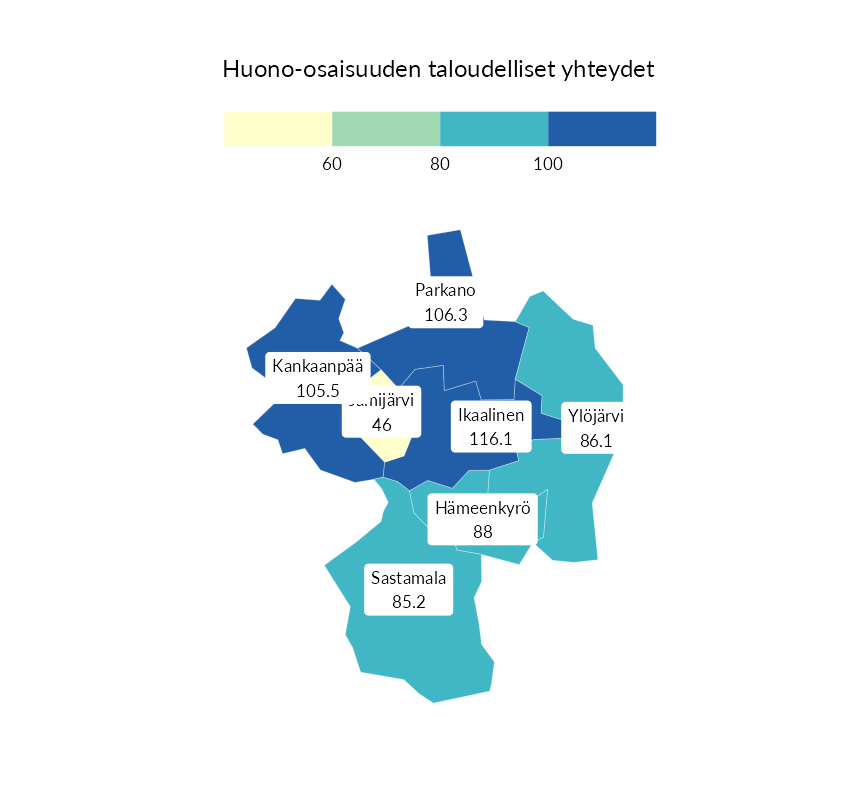 Huono-osaisuuden taloudelliset yhteydet
60
80
100
Parkano
106.3
Kankaanpää
105.5
46
Ikaalinen
116.1
Ylöjärvi
86.1
Hämeenkyrö
88
Sastamala
85.2